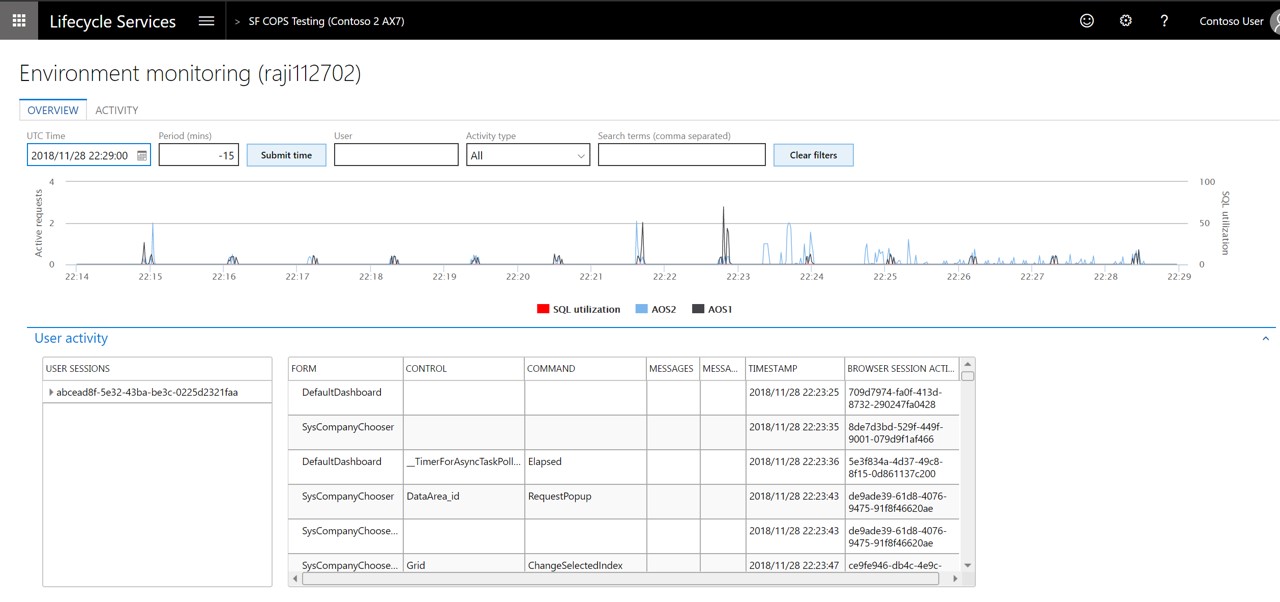 Lifecycle Services > SF COPS Testing (Contoso 2 AX7) ? Contoso User
Environment monitoring (raji112702)
OVERVIEW ACTIVITY
UTC Time Period (mins) User Activity type Search terms (comma separated)
2018/11/28 22:29:00 -15 Submit time All Clear filters
4 100
2 50
0 0
Active requests
SQL utilization
22:14 22:15 22:16 22:17 22:18 22:19 22:20 22:21 22:22 22:23 22:24 22:25 22:26 22:27 22:28 22:29
SQL utilization AOS2 AOS1
User activity
USER SESSIONS
abcead8f-5e32-43ba-be3c-0225d2321faa
FORM CONTROL COMMAND MESSAGES MESSA... TIMESTAMP BROWSER SESSION ACTI...
DefaultDashboard 2018/11/28 22:23:25 709d7974-fa0f-413d-
8732-290247fa0428
SysCompanyChooser 2018/11/28 22:23:35 8de7d3bd-529f-449f-
9001-079d9f1af466
DefaultDashboard __TimerForAsyncTaskPoll... Elapsed 2018/11/28 22:23:36 5e3f834a-4d37-49c8-
8f15-0d861137c200
SysCompanyChooser DataArea_id RequestPopup 2018/11/28 22:23:43 de9ade39-61d8-4076-
9475-91f8f46620ae
SysCompanyChoose... 2018/11/28 22:23:43 de9ade39-61d8-4076-
9475-91f8f46620ae
SysCompanyChoose... Grid ChangeSelectedIndex 2018/11/28 22:23:47 ce9fe946-db4c-4e9c-